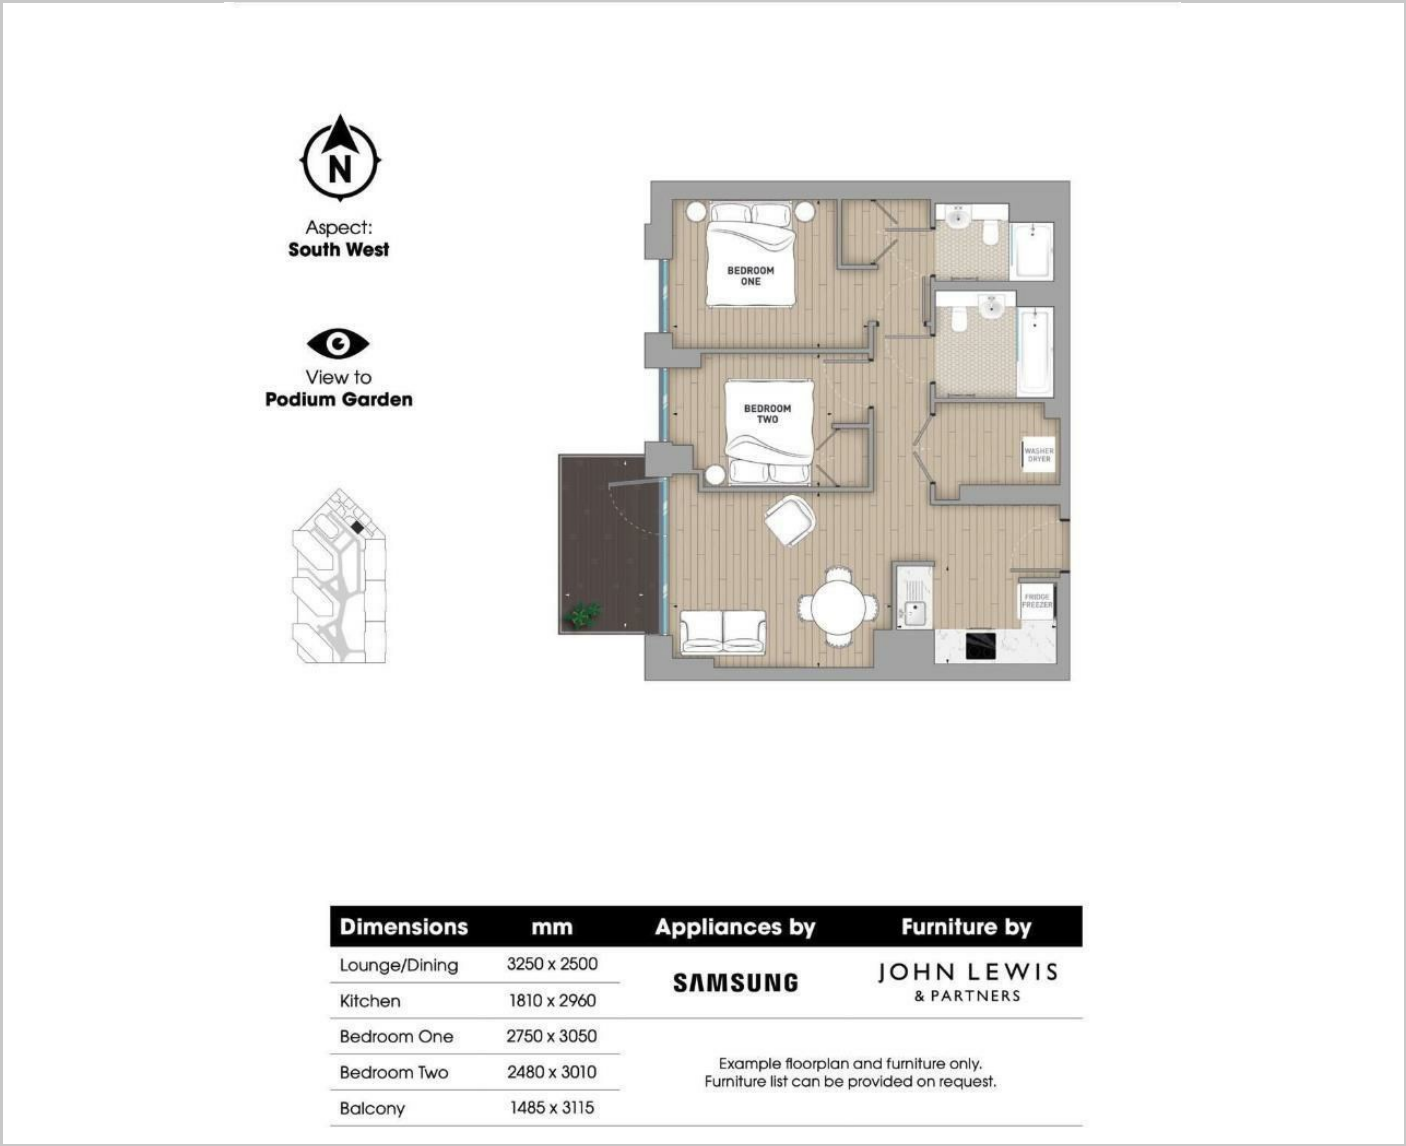 N
Aspect:
South West
View to
Podium Garden
BEDROOM
ONE
BEDROOM
TWO
WASHER
DRYER
FRIDGE
FREEZER
Dimensions mm Appliances by Furniture by
Lounge/Dining 3250 x 2500
SAMSUNG
JOHN LEWIS
& PARTNERS
Kitchen 1810 x 2960
Bedroom One 2750 x 3050
Bedroom Two 2480 x 3010
Balcony 1485 x 3115
Example floorplan and furniture only.
Furniture list can be provided on request.